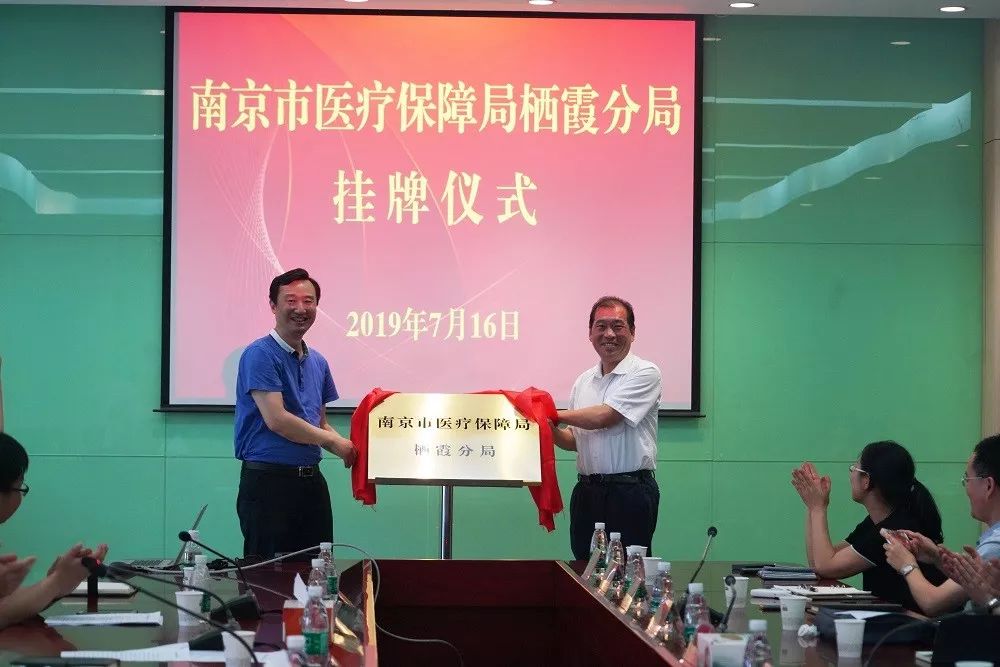 南京市医疗保障局栖霞分局
挂牌仪式
2019年7月16日
南京市医疗保障局
栖霞分局